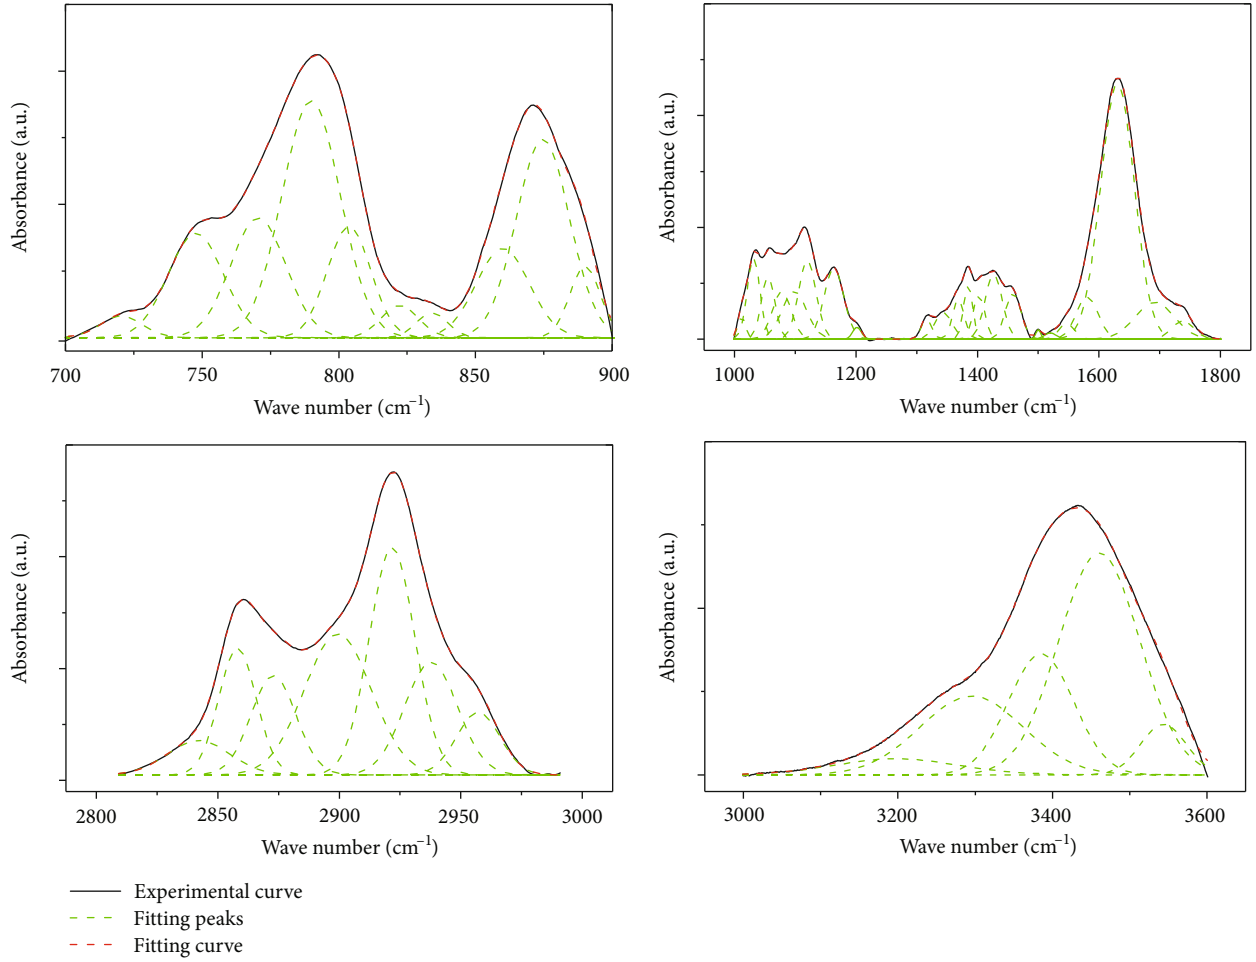 Absorbance (a.u.)
700 750 800 850 900
Wave number (cm⁻¹)
Absorbance (a.u.)
1000 1200 1400 1600 1800
Wave number (cm⁻¹)
Absorbance (a.u.)
2800 2850 2900 2950 3000
Wave number (cm⁻¹)
Absorbance (a.u.)
3000 3200 3400 3600
Wave number (cm⁻¹)
Experimental curve
Fitting peaks
Fitting curve